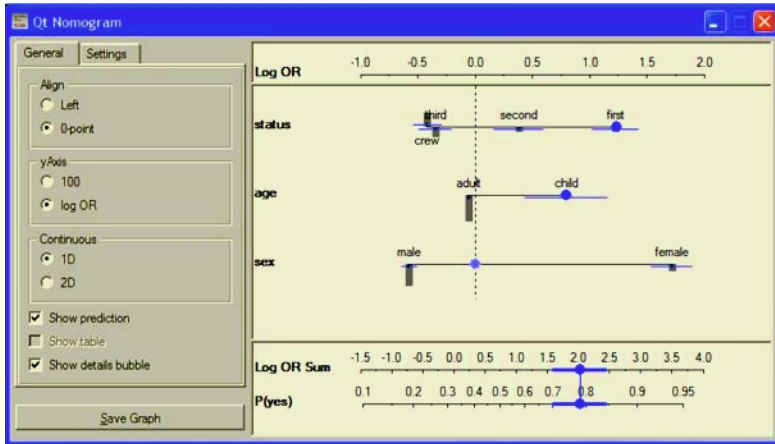 Qt Nomogram
General Settings
Align
Left
0-point
yAxis
100
log OR
Continuous
1D
2D
Show prediction
Show table
Show details bubble
Save Graph
Log OR -1.0 -0.5 0.0 0.5 1.0 1.5 2.0
status third second first
crew
age adult child
sex male female
Log OR Sum -1.5 -1.0 -0.5 0.0 0.5 1.0 1.5 2.0 2.5 3.0 3.5 4.0
P(yes) 0.1 0.2 0.3 0.4 0.5 0.6 0.7 0.8 0.9 0.95